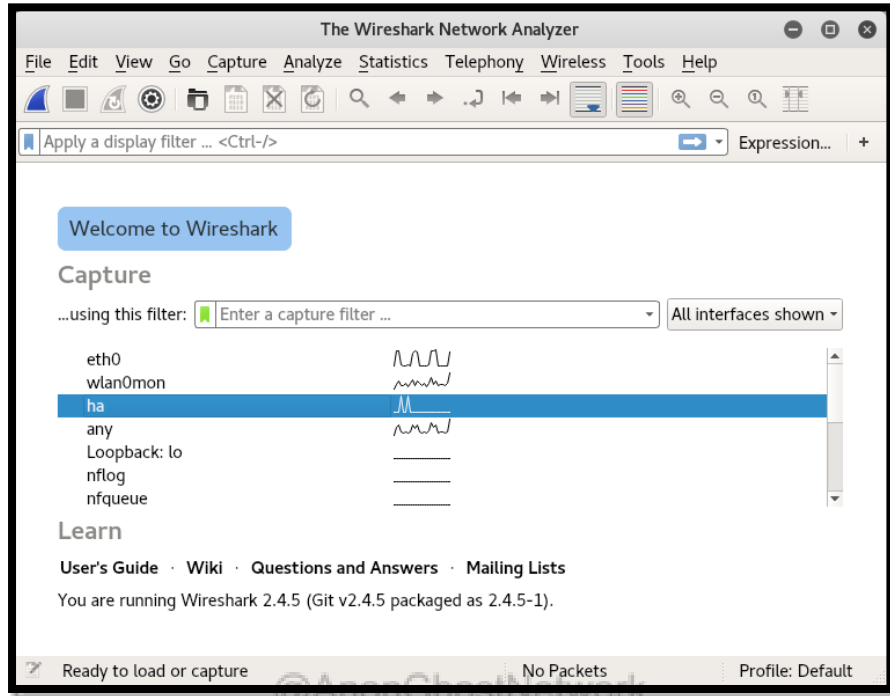 The Wireshark Network Analyzer
File Edit View Go Capture Analyze Statistics Telephony Wireless Tools Help
Apply a display filter ... <Ctrl-/> Expression... +
Welcome to Wireshark
Capture
...using this filter: Enter a capture filter ... All interfaces shown
eth0
wlan0mon
ha
any
Loopback: lo
nflog
nfqueue
Learn
User's Guide · Wiki · Questions and Answers · Mailing Lists
You are running Wireshark 2.4.5 (Git v2.4.5 packaged as 2.4.5-1).
Ready to load or capture No Packets Profile: Default
@AnonGhostNetwork